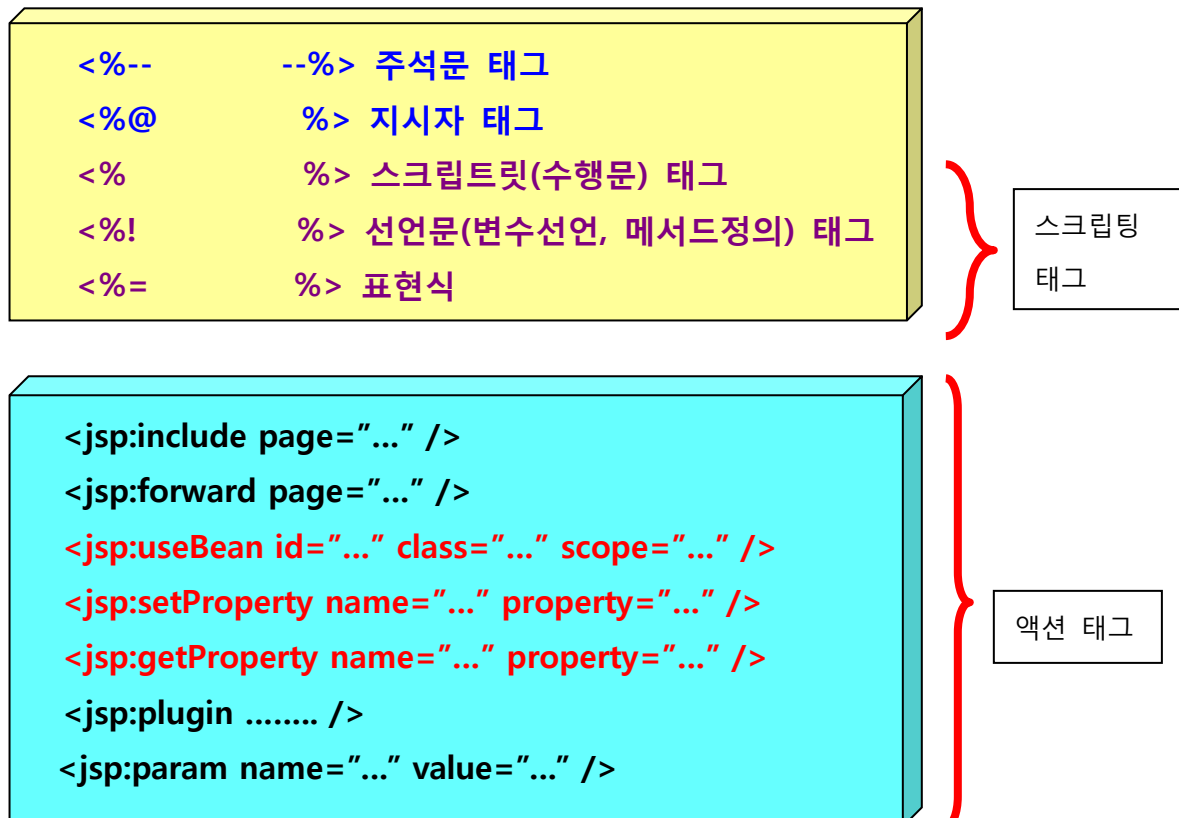 <%-- --%> 주석문 태그
<%@ %> 지시자 태그
<% %> 스크립트릿(수행문) 태그
<%! %> 선언문(변수선언, 메서드정의) 태그
<%= %> 표현식
스크립팅
태그
<jsp:include page=”...” />
<jsp:forward page=”...” />
<jsp:useBean id=”...” class=”...” scope=”...” />
<jsp:setProperty name=”...” property=”...” />
<jsp:getProperty name=”...” property=”...” />
<jsp:plugin ........ />
<jsp:param name=”...” value=”...” />
액션 태그